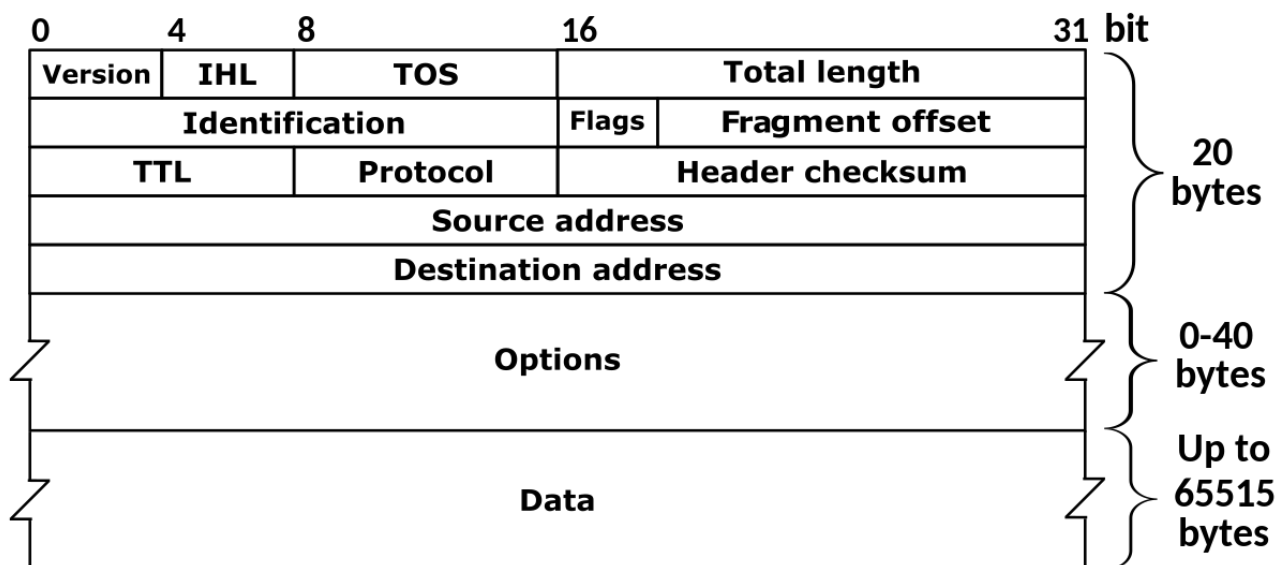 0 4 8 16 31 bit
Version IHL TOS Total length
Identification Flags Fragment offset
TTL Protocol Header checksum
Source address
Destination address
20
bytes
Options
0-40
bytes
Data
Up to
65515
bytes